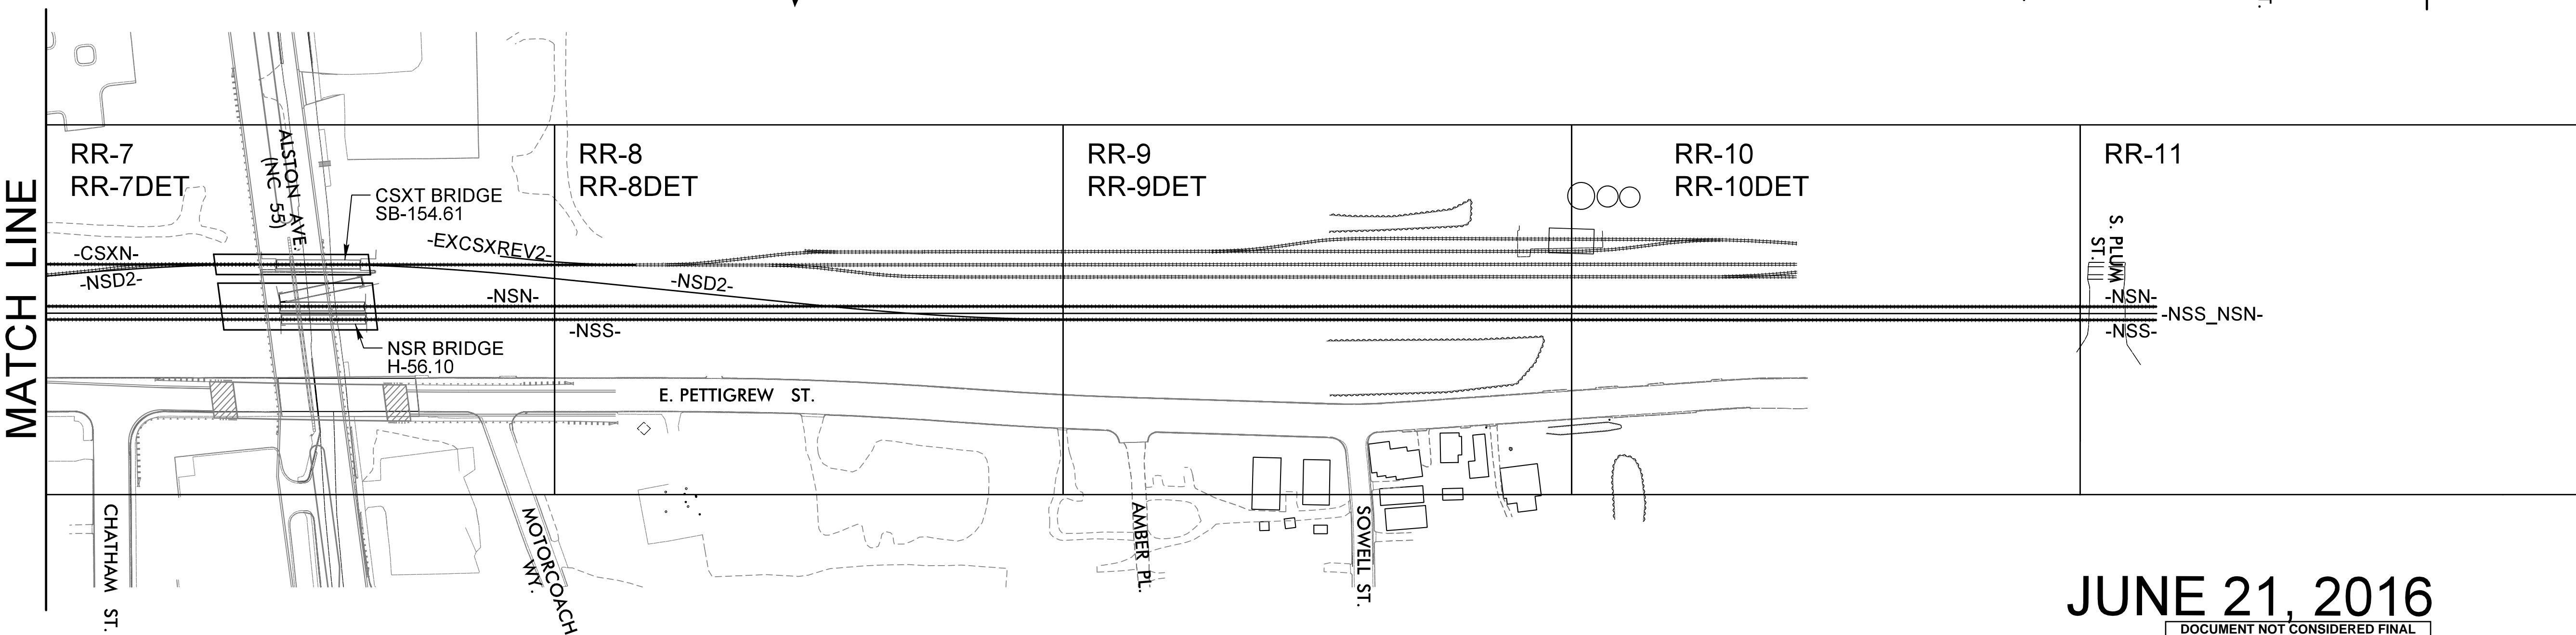 MATCH LINE
RR-7
RR-7DET
ALSTON AVE.
(NC 55)
CSXT BRIDGE
SB-154.61
-CSXN-
-NSD2-
-EXCSXREV2-
-NSN-
NSR BRIDGE
H-56.10
RR-8
RR-8DET
-NSD2-
-NSS-
E. PETTIGREW ST.
RR-9
RR-9DET
RR-10
RR-10DET
RR-11
S. PLUM
ST.
-NSN-
-NSS_NSN-
-NSS-
CHATHAM ST.
MOTORCOACH
WY.
AMBER PL.
SOWELL ST.
JUNE 21, 2016
DOCUMENT NOT CONSIDERED FINAL